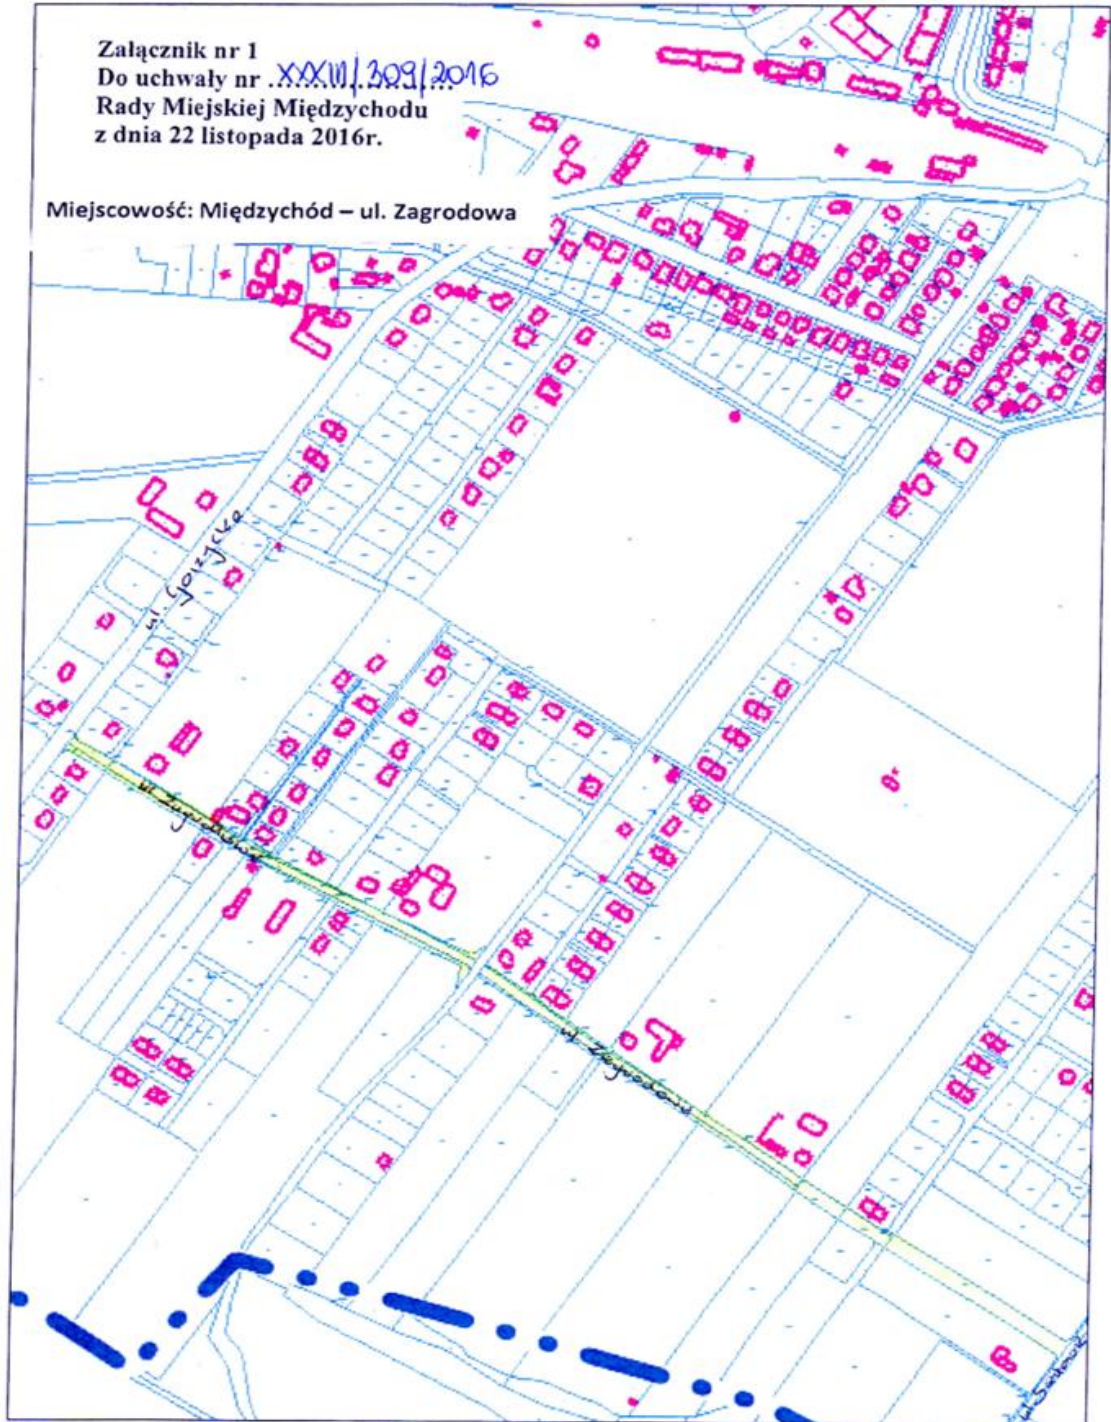 Załącznik nr 1
Do uchwały nr XXXIII/309/2016
Rady Miejskiej Międzychodu
z dnia 22 listopada 2016r.
Miejscowość: Międzychód – ul. Zagrodowa
ul. Gorzycka
ul. Zagrodowa
ul. Zagrodowa